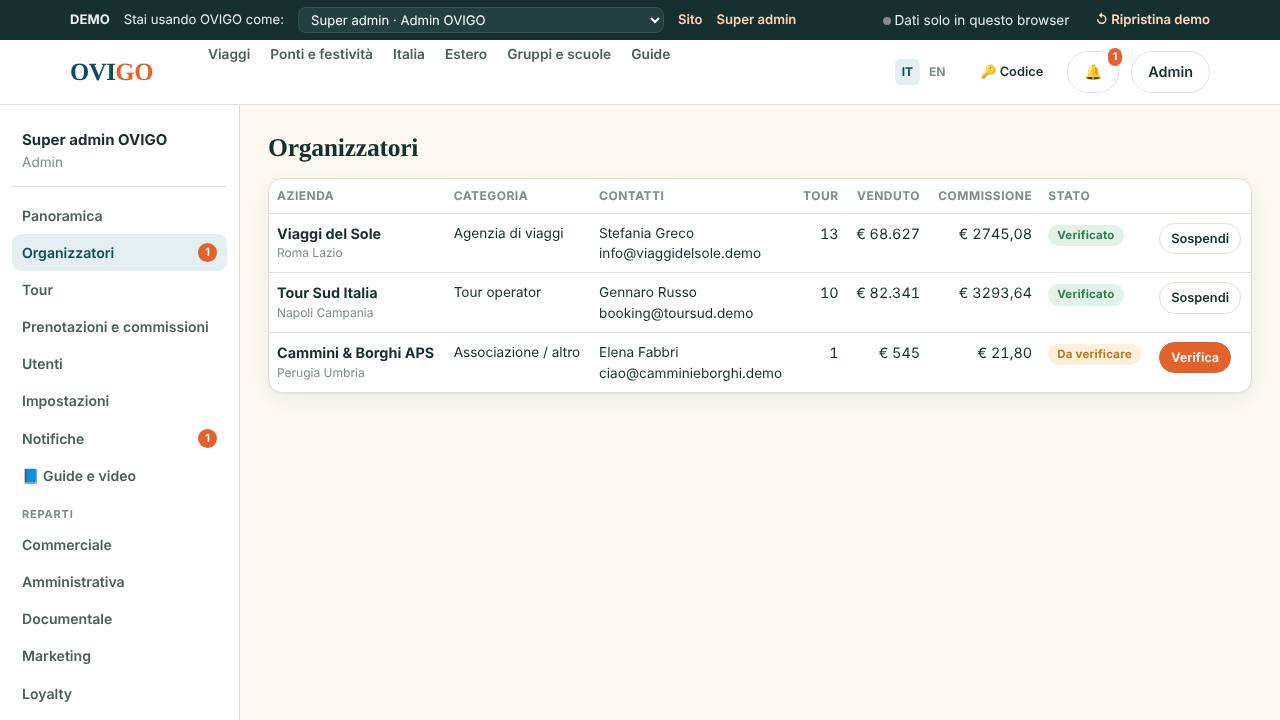 DEMO Stai usando OVIGO come: Super admin · Admin OVIGO Sito Super admin Dati solo in questo browser ↺ Ripristina demo
OVIGO Viaggi Ponti e festività Italia Estero Gruppi e scuole Guide IT EN 🔑 Codice 🔔 1 Admin
Super admin OVIGO
Admin
Panoramica
Organizzatori 1
Tour
Prenotazioni e commissioni
Utenti
Impostazioni
Notifiche 1
📘 Guide e video
REPARTI
Commerciale
Amministrativa
Documentale
Marketing
Loyalty
Organizzatori
AZIENDA CATEGORIA CONTATTI TOUR VENDUTO COMMISSIONE STATO
Viaggi del Sole Agenzia di viaggi Stefania Greco 13 € 68.627 € 2745,08 Verificato Sospendi
Roma Lazio info@viaggidelsole.demo
Tour Sud Italia Tour operator Gennaro Russo 10 € 82.341 € 3293,64 Verificato Sospendi
Napoli Campania booking@toursud.demo
Cammini & Borghi APS Associazione / altro Elena Fabbri 1 € 545 € 21,80 Da verificare Verifica
Perugia Umbria ciao@camminieborghi.demo